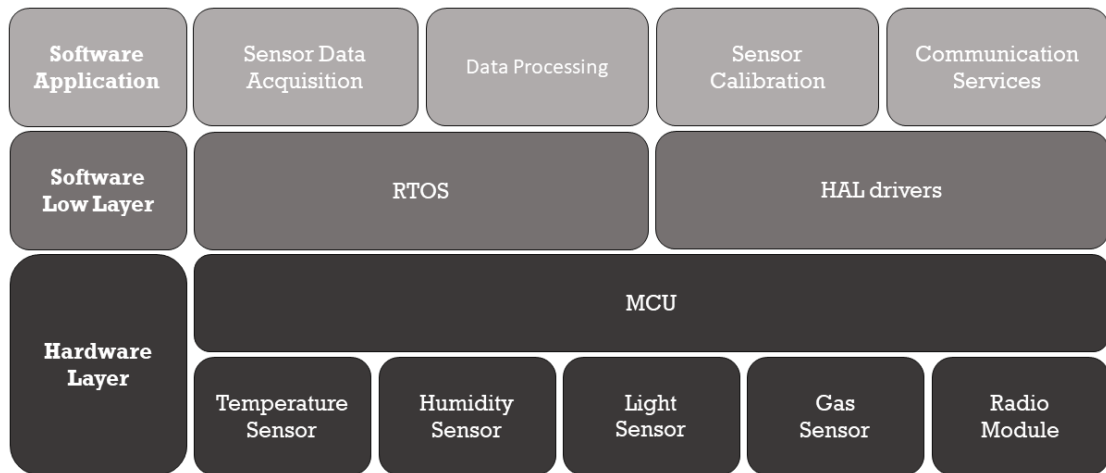 Software
Application
Sensor Data
Acquisition
Data Processing
Sensor
Calibration
Communication
Services
Software
Low Layer
RTOS
HAL drivers
Hardware
Layer
MCU
Temperature
Sensor
Humidity
Sensor
Light
Sensor
Gas
Sensor
Radio
Module